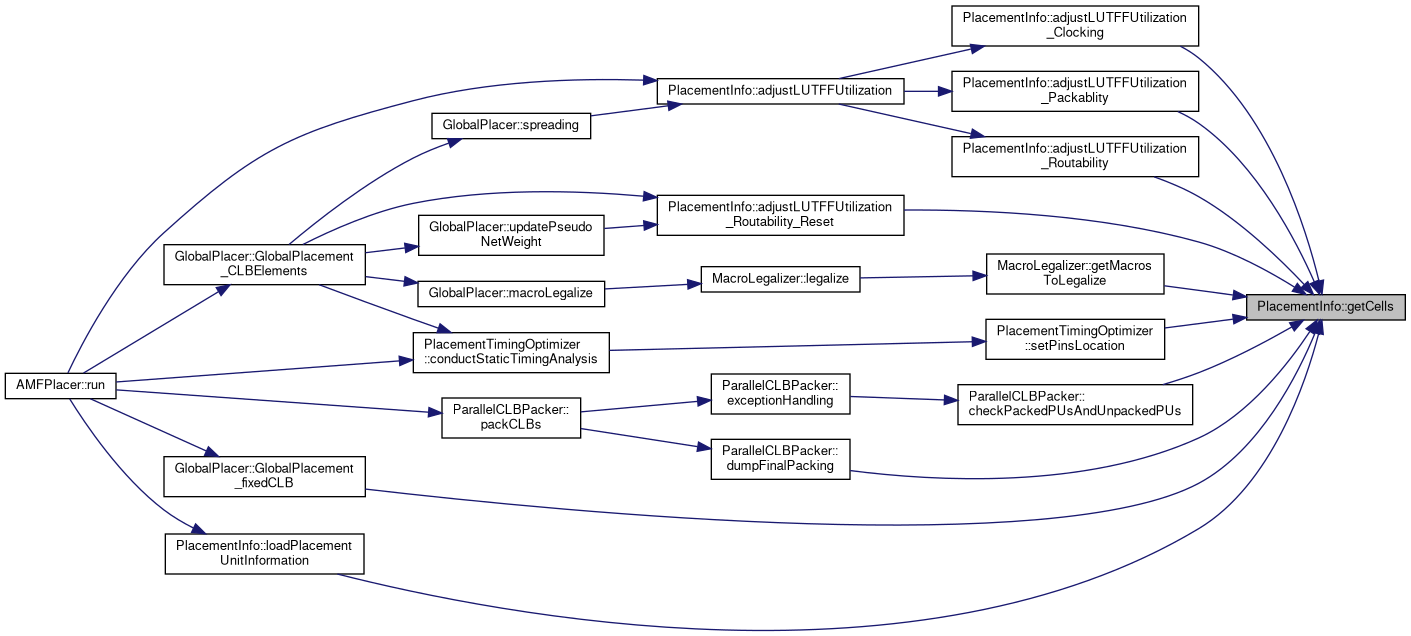 PlacementInfo::adjustLUTFFUtilization
_Clocking
PlacementInfo::adjustLUTFFUtilization
_Packablity
PlacementInfo::adjustLUTFFUtilization
GlobalPlacer::spreading
PlacementInfo::adjustLUTFFUtilization
_Routability
PlacementInfo::adjustLUTFFUtilization
_Routability_Reset
GlobalPlacer::updatePseudo
NetWeight
GlobalPlacer::GlobalPlacement
_CLBElements
MacroLegalizer::getMacros
ToLegalize
MacroLegalizer::legalize
GlobalPlacer::macroLegalize
PlacementInfo::getCells
PlacementTimingOptimizer
::setPinsLocation
PlacementTimingOptimizer
::conductStaticTimingAnalysis
AMFPlacer::run
ParallelCLBPacker::
exceptionHandling
ParallelCLBPacker::
checkPackedPUsAndUnpackedPUs
ParallelCLBPacker::
packCLBs
ParallelCLBPacker::
dumpFinalPacking
GlobalPlacer::GlobalPlacement
_fixedCLB
PlacementInfo::loadPlacement
UnitInformation